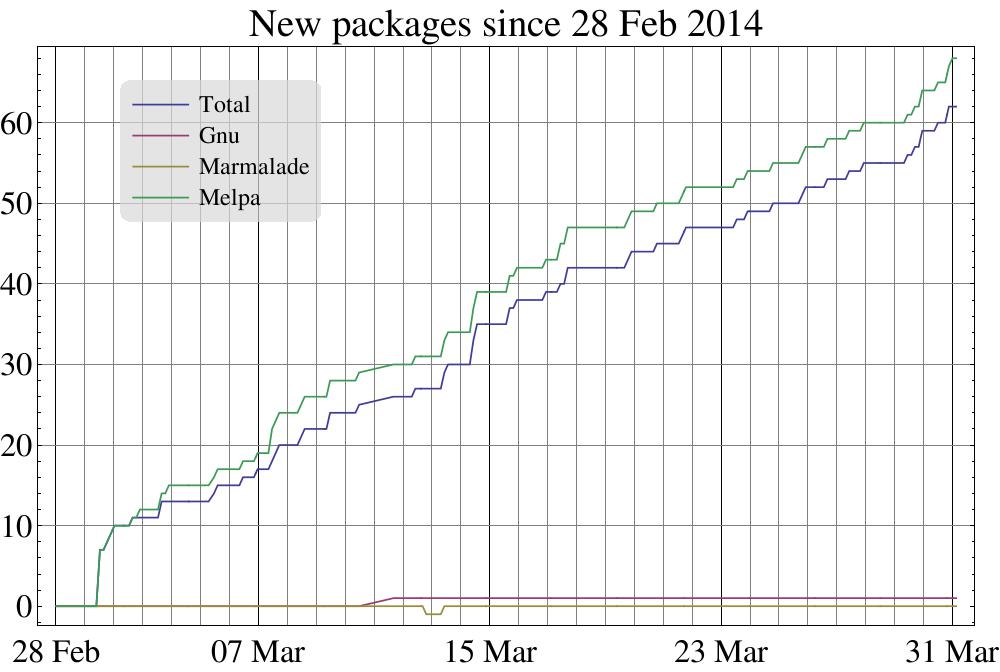 New packages since 28 Feb 2014
Total
Gnu
Marmalade
Melpa
60
50
40
30
20
10
0
28 Feb 07 Mar 15 Mar 23 Mar 31 Mar